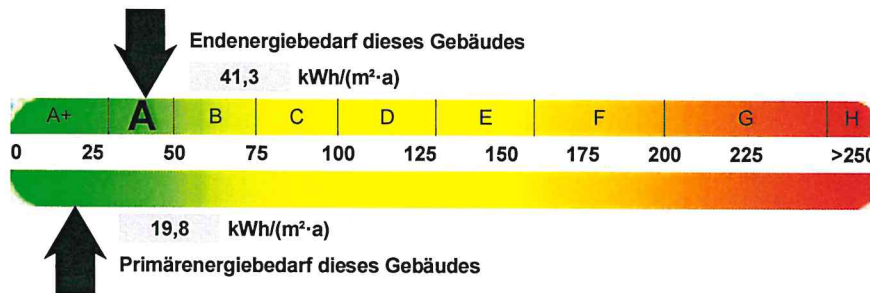 Endenergiebedarf dieses Gebäudes
41,3 kWh/(m²·a)
A+ A B C D E F G H
0 25 50 75 100 125 150 175 200 225 >250
19,8 kWh/(m²·a)
Primärenergiebedarf dieses Gebäudes